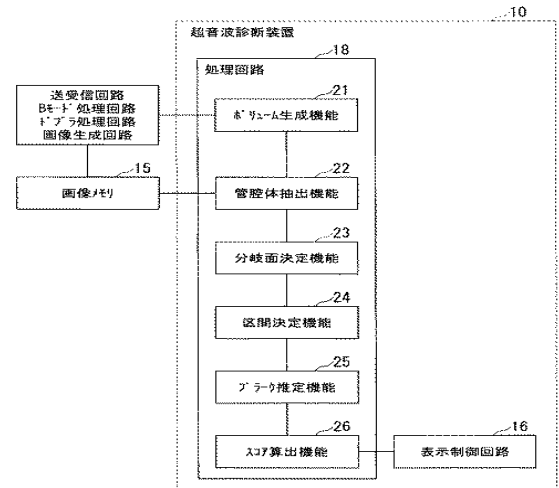 10
超音波診断装置
18
処理回路
送受信回路
Bモード処理回路
ドプラ処理回路
画像生成回路
21
ボリューム生成機能
15
画像メモリ
22
管腔体抽出機能
23
分岐面決定機能
24
区間決定機能
25
プラーク推定機能
26
スコア算出機能
16
表示制御回路